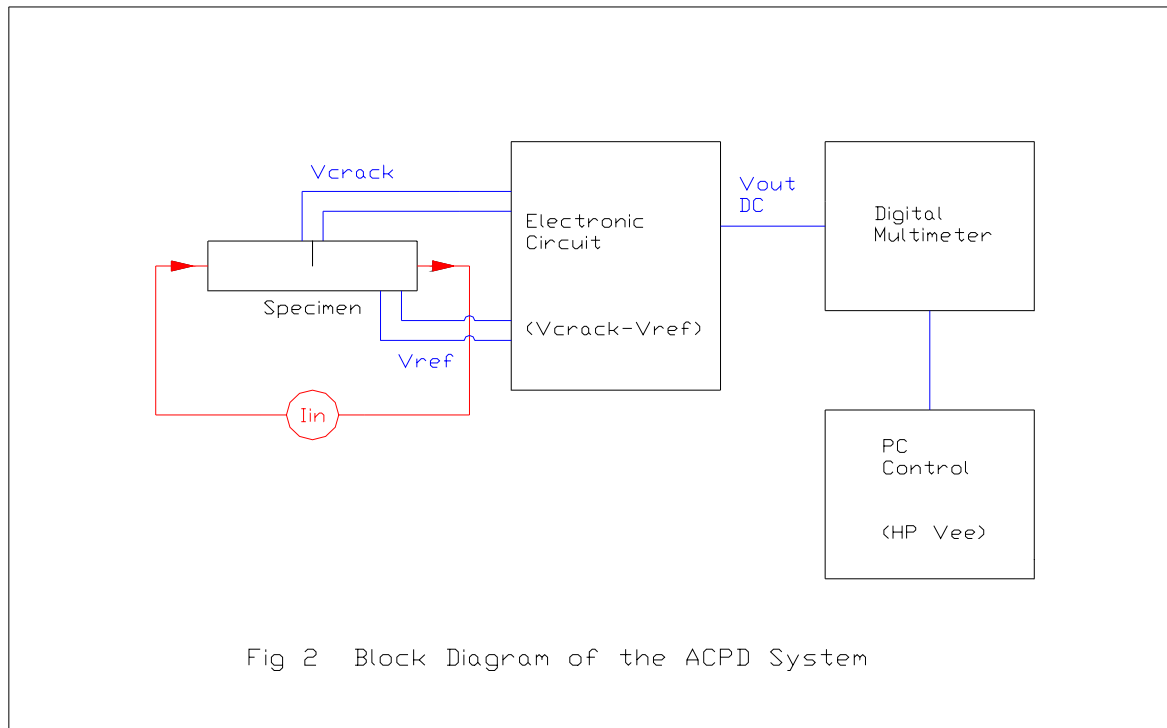 Vcrack
Specimen
Vref
Iin
Electronic
Circuit
(Vcrack-Vref)
Vout
DC
Digital
Multimeter
PC
Control
(HP Vee)
Fig 2 Block Diagram of the ACPD System